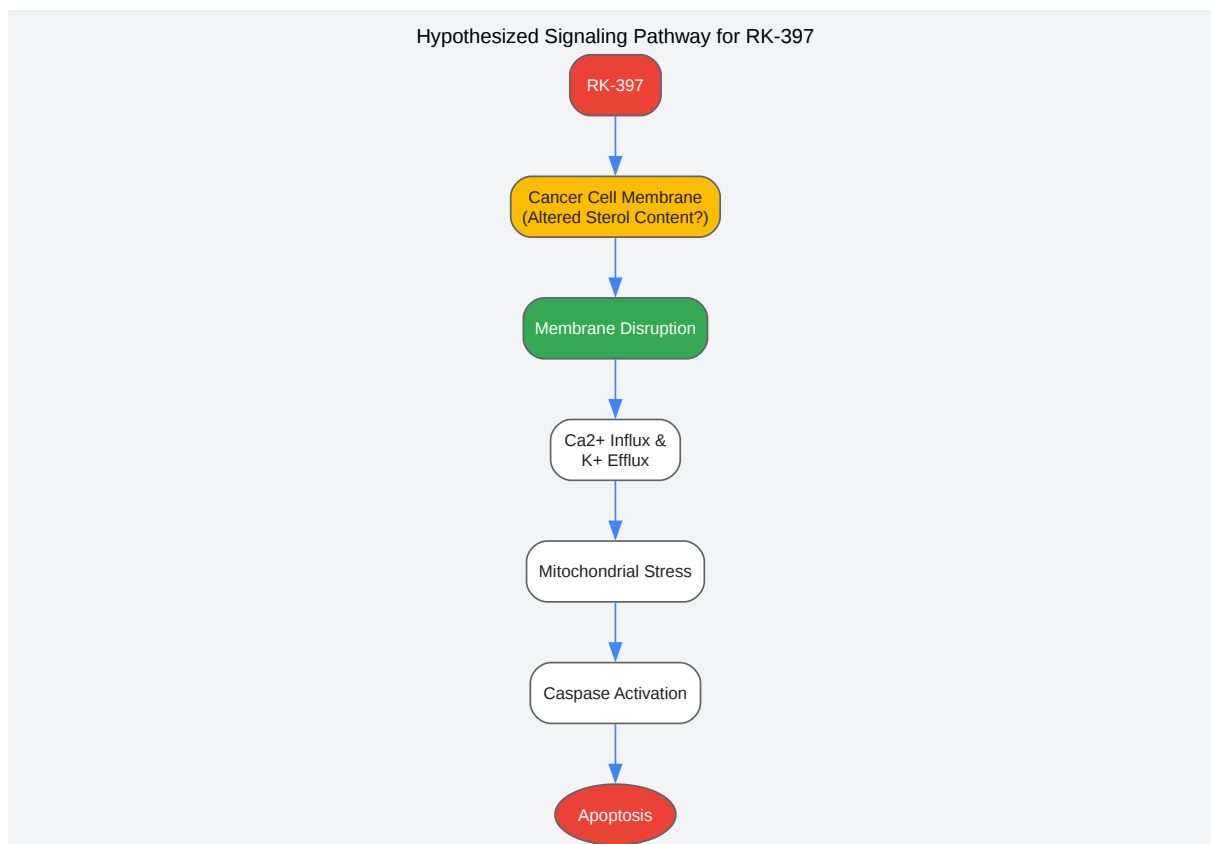 Hypothesized Signaling Pathway for RK-397
RK-397
Cancer Cell Membrane
(Altered Sterol Content?)
Membrane Disruption
Ca2+ Influx &
K+ Efflux
Mitochondrial Stress
Caspase Activation
Apoptosis